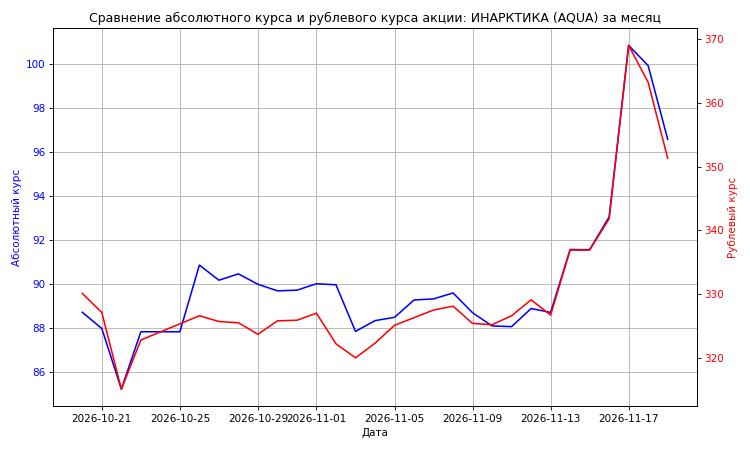 Сравнение абсолютного курса и рублевого курса акции: ИНАРКТИКА (AQUA) за месяц
Абсолютный курс
100
98
96
94
92
90
88
86
370
360
350
340
330
320
Рублевый курс
2026-10-21 2026-10-25 2026-10-29 2026-11-01 2026-11-05 2026-11-09 2026-11-13 2026-11-17
Дата